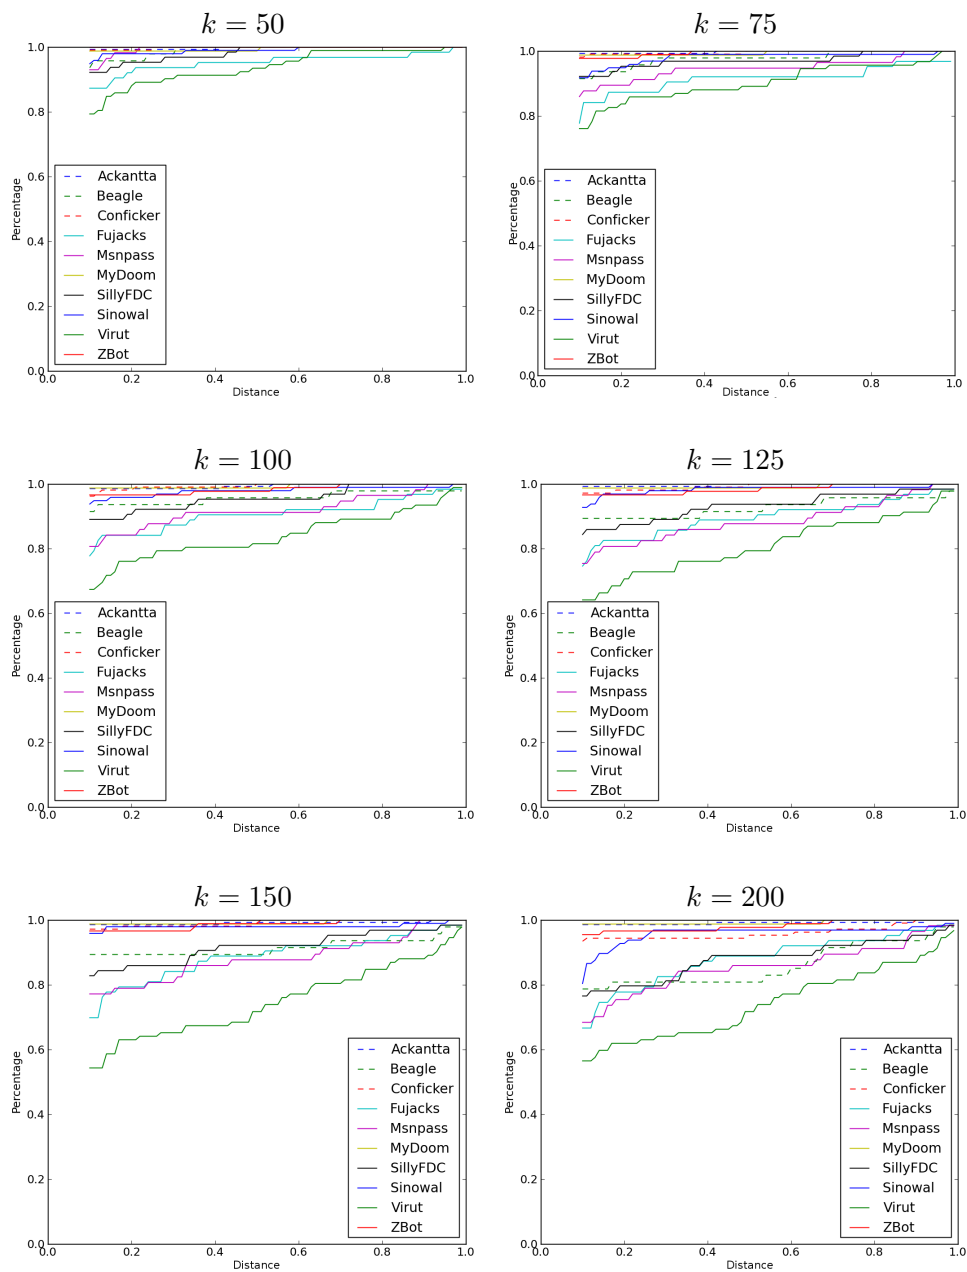 k = 50
1.0
0.8
0.6
0.4
0.2
0.0
Percentage
Ackantta
Beagle
Conficker
Fujacks
Msnpass
MyDoom
SillyFDC
Sinowal
Virut
ZBot
0.0 0.2 0.4 0.6 0.8 1.0
Distance
k = 75
1.0
0.8
0.6
0.4
0.2
0.0
Percentage
Ackantta
Beagle
Conficker
Fujacks
Msnpass
MyDoom
SillyFDC
Sinowal
Virut
ZBot
0.0 0.2 0.4 0.6 0.8 1.0
Distance
k = 100
1.0
0.8
0.6
0.4
0.2
0.0
Percentage
Ackantta
Beagle
Conficker
Fujacks
Msnpass
MyDoom
SillyFDC
Sinowal
Virut
ZBot
0.0 0.2 0.4 0.6 0.8 1.0
Distance
k = 125
1.0
0.8
0.6
0.4
0.2
0.0
Percentage
Ackantta
Beagle
Conficker
Fujacks
Msnpass
MyDoom
SillyFDC
Sinowal
Virut
ZBot
0.0 0.2 0.4 0.6 0.8 1.0
Distance
k = 150
1.0
0.8
0.6
0.4
0.2
0.0
Percentage
Ackantta
Beagle
Conficker
Fujacks
Msnpass
MyDoom
SillyFDC
Sinowal
Virut
ZBot
0.0 0.2 0.4 0.6 0.8 1.0
Distance
k = 200
1.0
0.8
0.6
0.4
0.2
0.0
Percentage
Ackantta
Beagle
Conficker
Fujacks
Msnpass
MyDoom
SillyFDC
Sinowal
Virut
ZBot
0.0 0.2 0.4 0.6 0.8 1.0
Distance